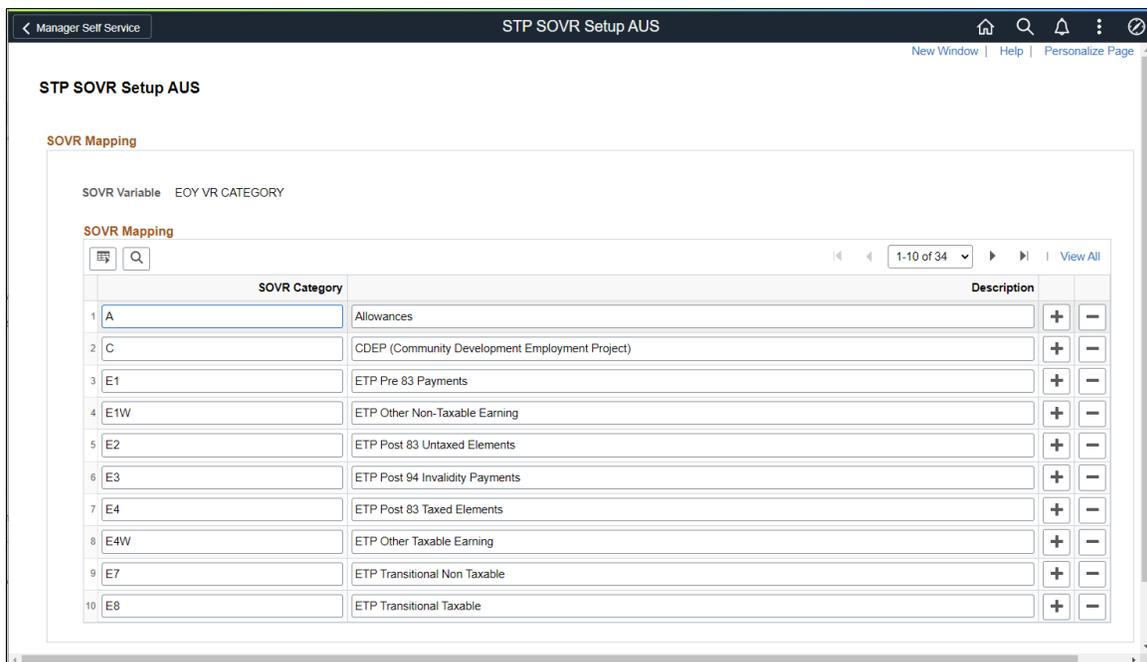 Manager Self Service
STP SOVR Setup AUS
New Window | Help | Personalize Page
STP SOVR Setup AUS
SOVR Mapping
SOVR Variable EOY VR CATEGORY
SOVR Mapping
1-10 of 34 | View All
SOVR Category Description
1 A Allowances
2 C CDEP (Community Development Employment Project)
3 E1 ETP Pre 83 Payments
4 E1W ETP Other Non-Taxable Earning
5 E2 ETP Post 83 Untaxed Elements
6 E3 ETP Post 94 Invalidity Payments
7 E4 ETP Post 83 Taxed Elements
8 E4W ETP Other Taxable Earning
9 E7 ETP Transitional Non Taxable
10 E8 ETP Transitional Taxable